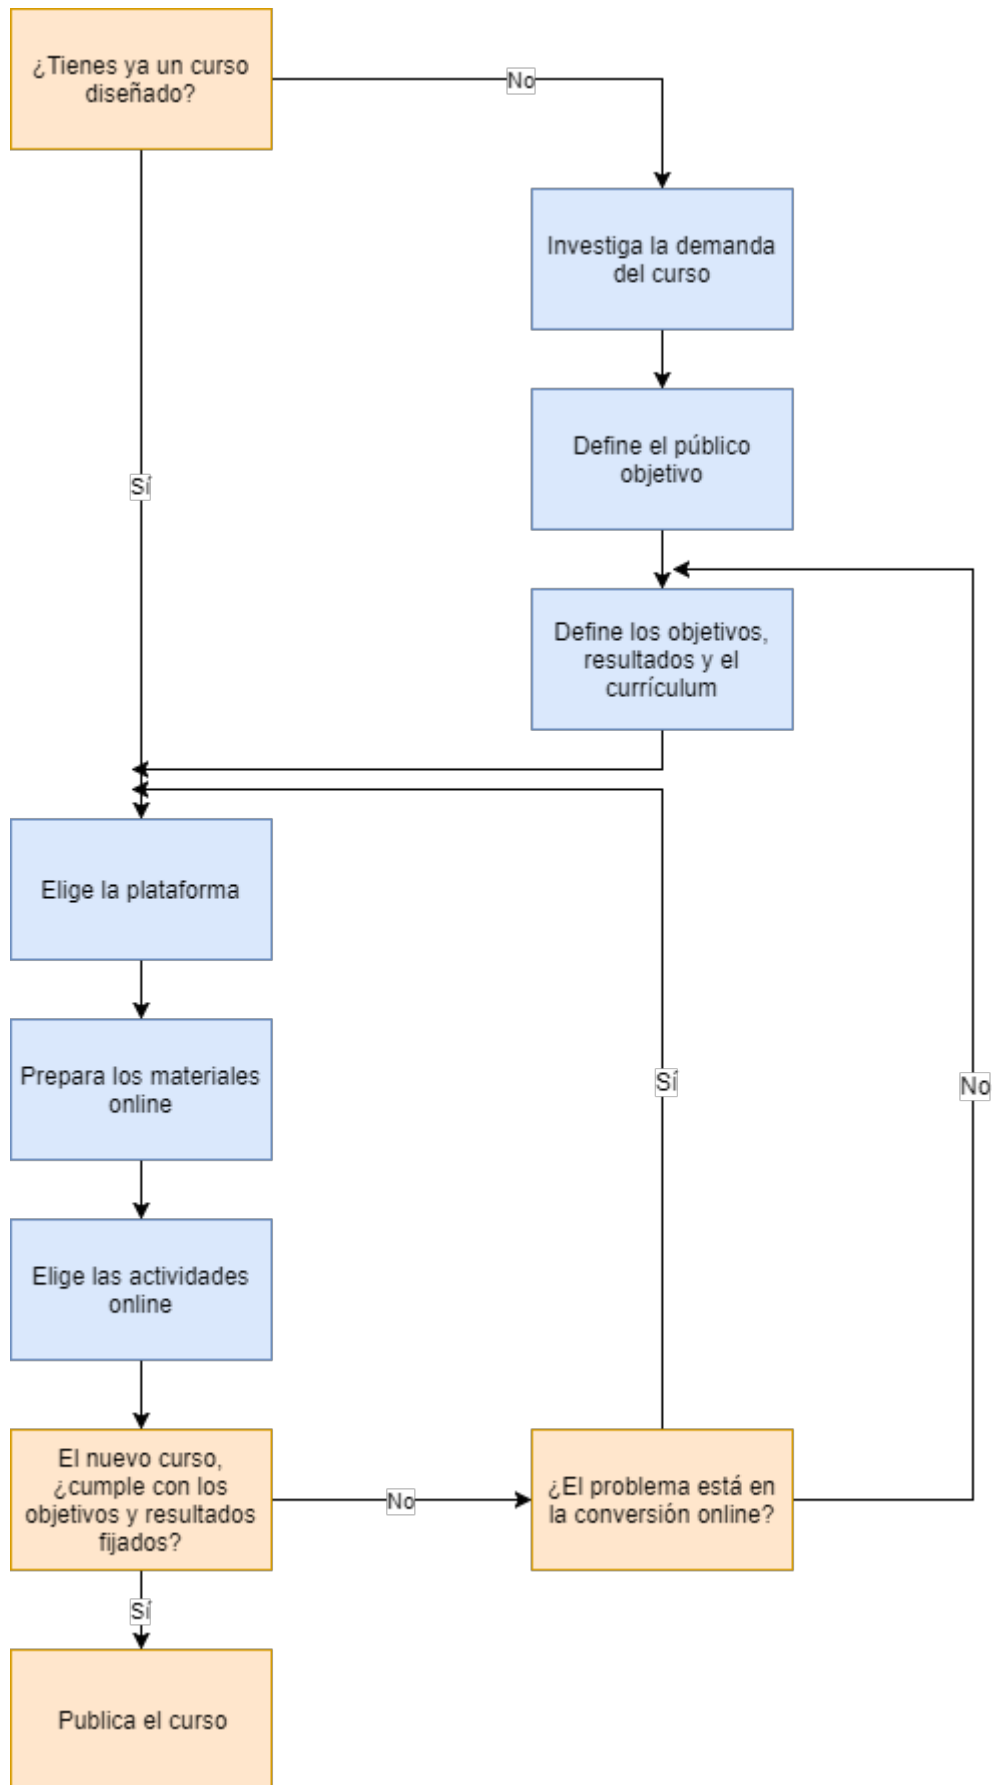 ¿Tienes ya un curso
diseñado?
No
Investiga la demanda
del curso
Define el público
objetivo
Sí
Define los objetivos,
resultados y el
currículum
Elige la plataforma
Prepara los materiales
online
Sí
No
Elige las actividades
online
El nuevo curso,
¿cumple con los
objetivos y resultados
fijados?
No
¿El problema está en
la conversión online?
Sí
Publica el curso